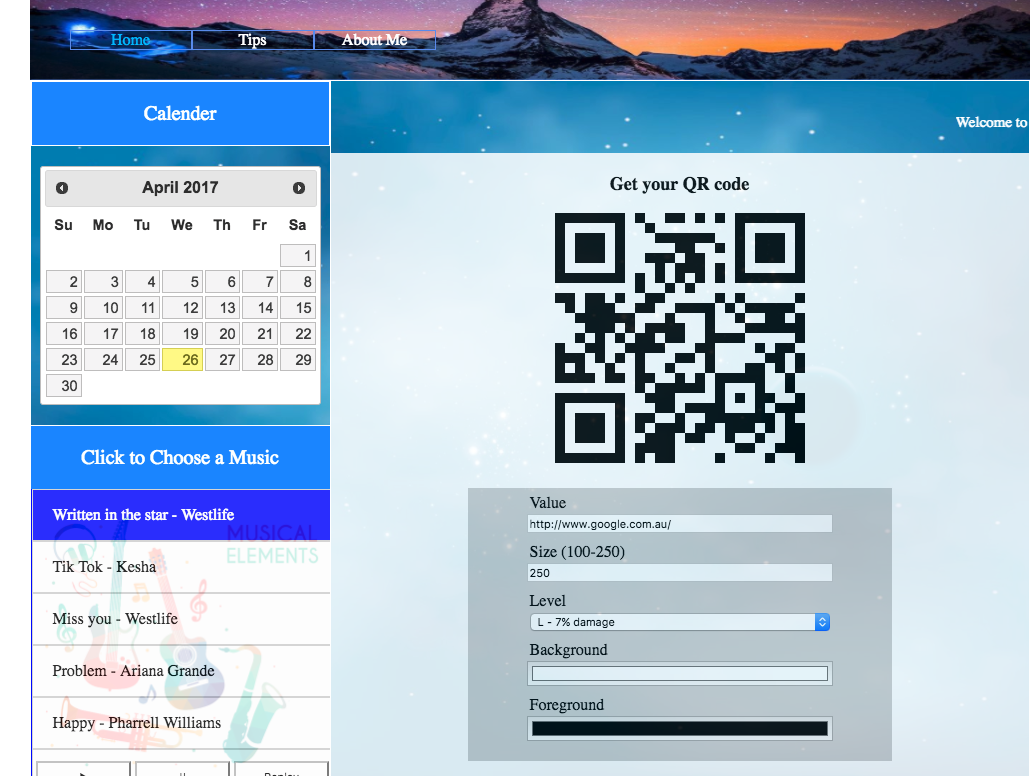 Home Tips About Me
Calender
Welcome to
April 2017
Su Mo Tu We Th Fr Sa
1
2 3 4 5 6 7 8
9 10 11 12 13 14 15
16 17 18 19 20 21 22
23 24 25 26 27 28 29
30
Click to Choose a Music
Written in the star - Westlife
MUSICAL
ELEMENTS
Tik Tok - Kesha
Miss you - Westlife
Problem - Ariana Grande
Happy - Pharrell Williams
Get your QR code
Value
http://www.google.com.au/
Size (100-250)
250
Level
L - 7% damage
Background
Foreground